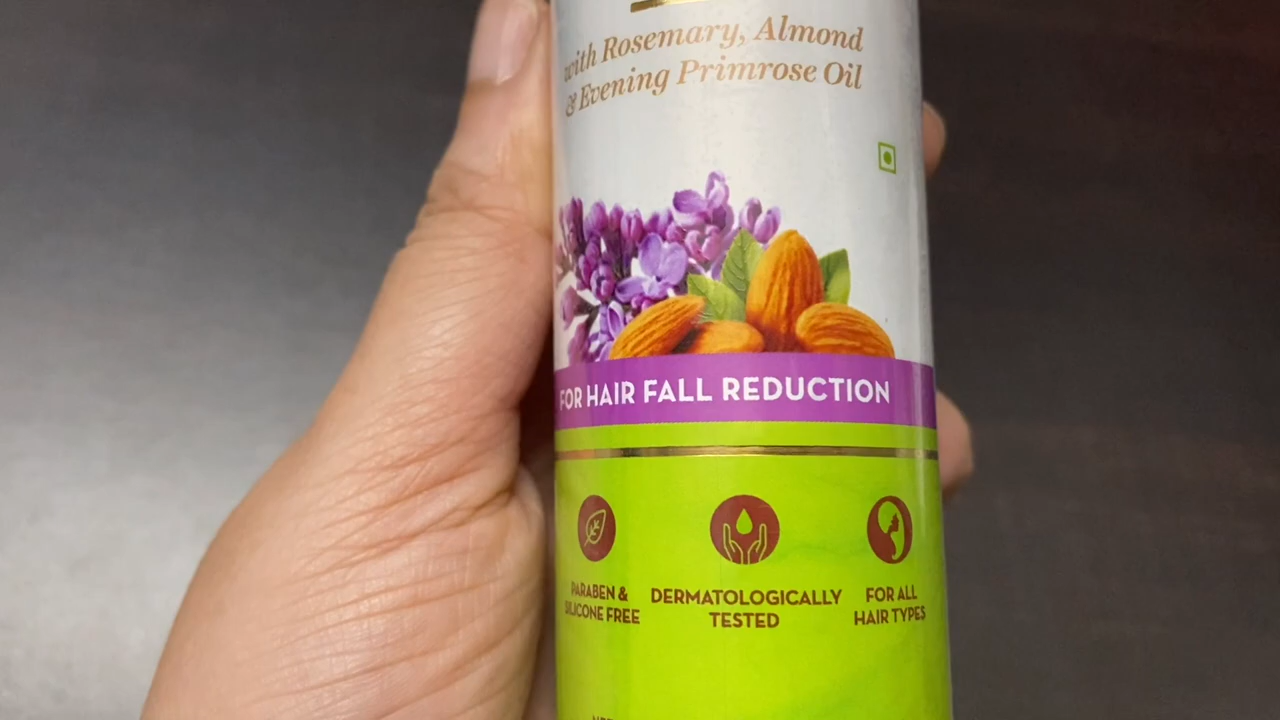 with Rosemary, Almond
& Evening Primrose Oil
FOR HAIR FALL REDUCTION
PARABEN &
SILICONE FREE
DERMATOLOGICALLY
TESTED
FOR ALL
HAIR TYPES